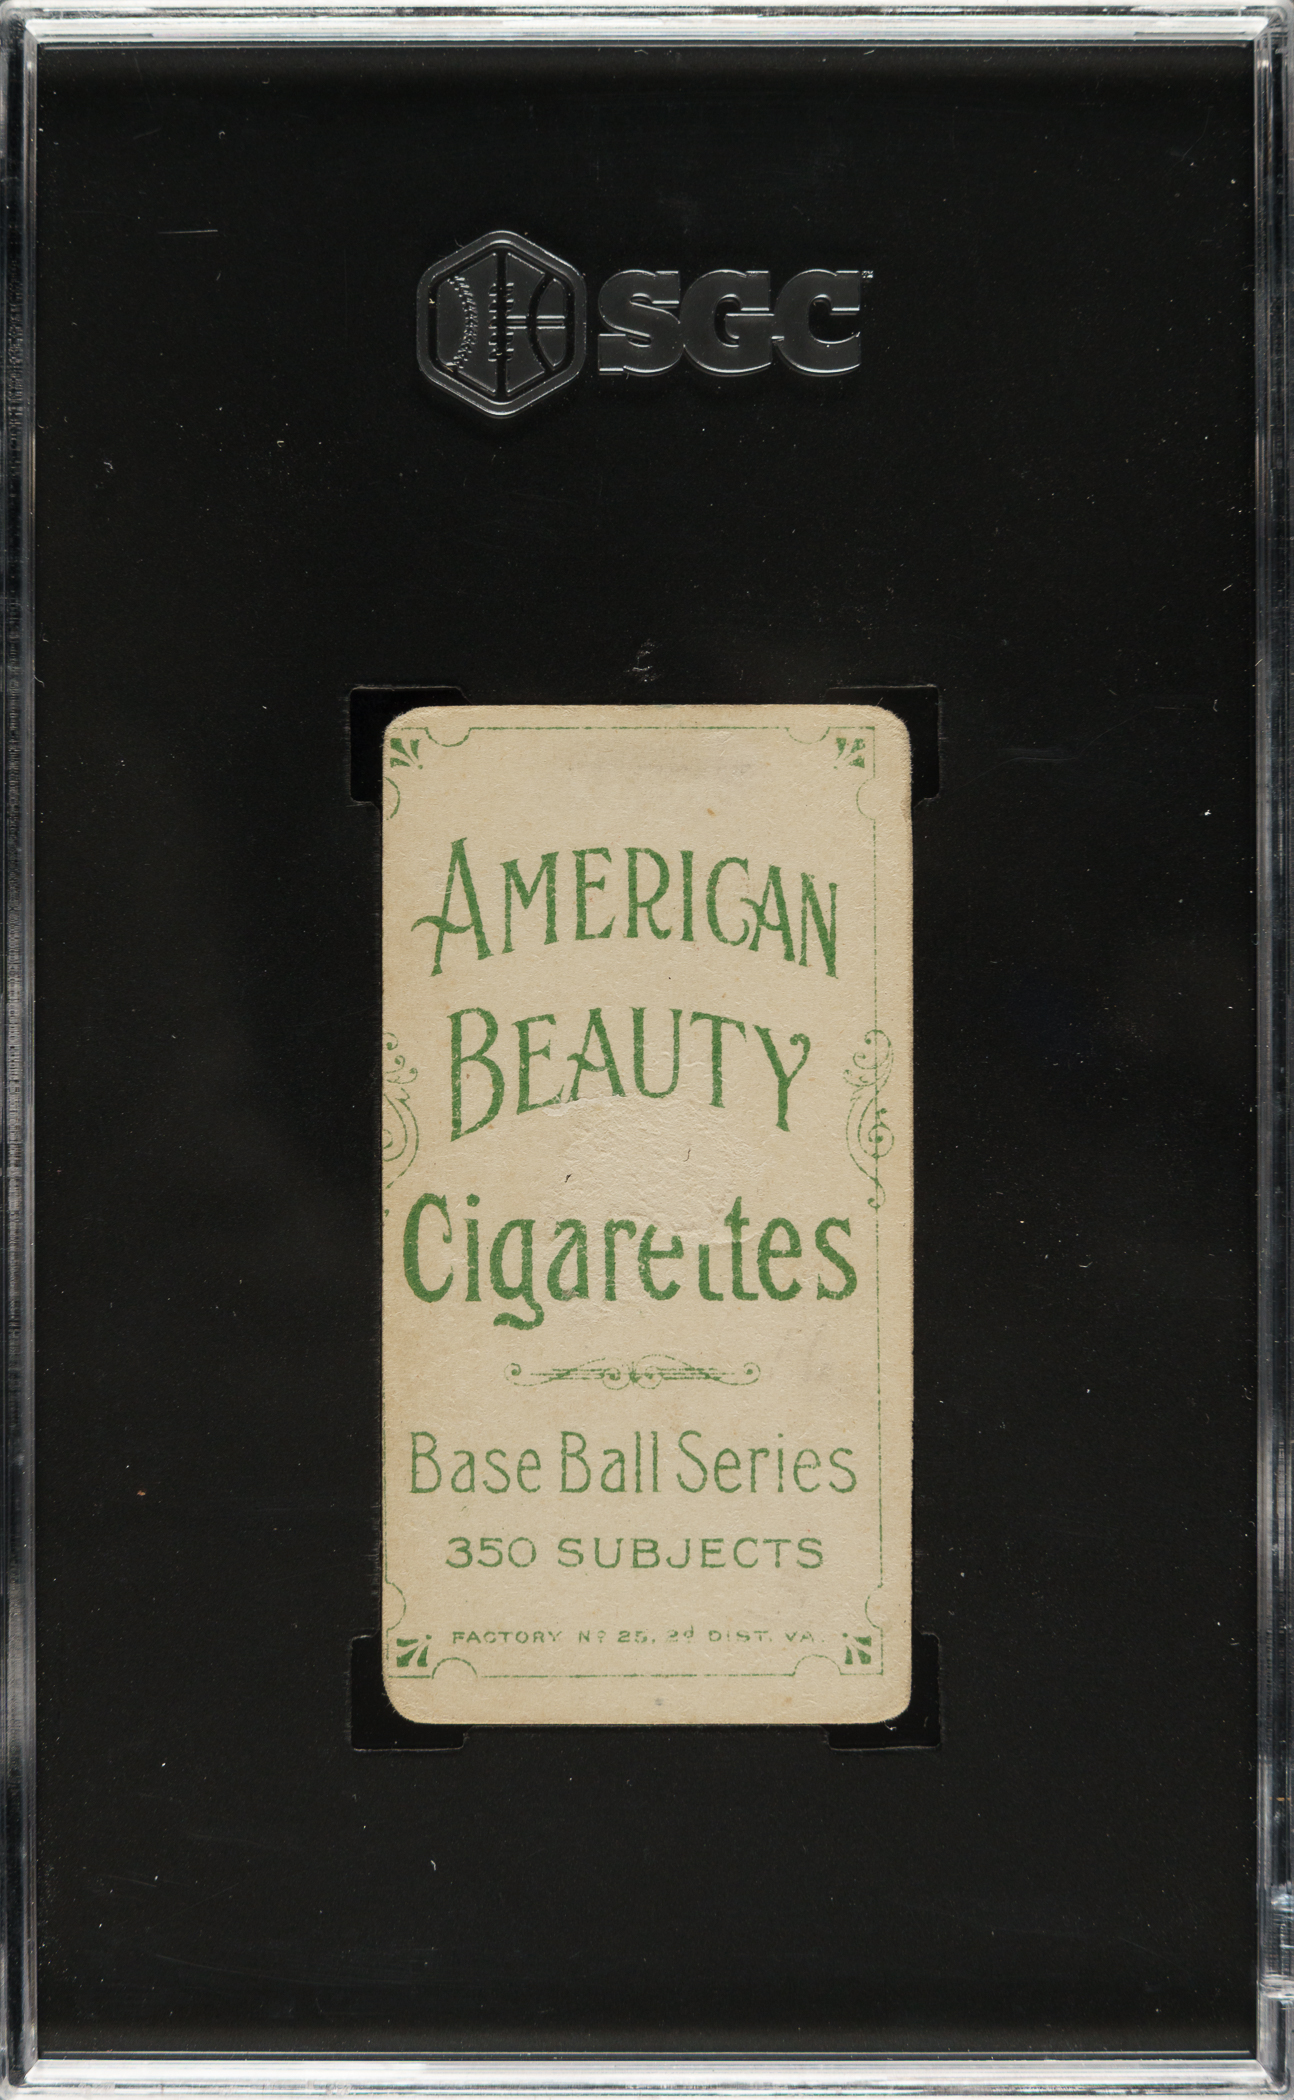 SGC
AMERICAN
BEAUTY
Cigarettes
Base Ball Series
350 SUBJECTS
FACTORY Nº 25, 2d DIST. VA.